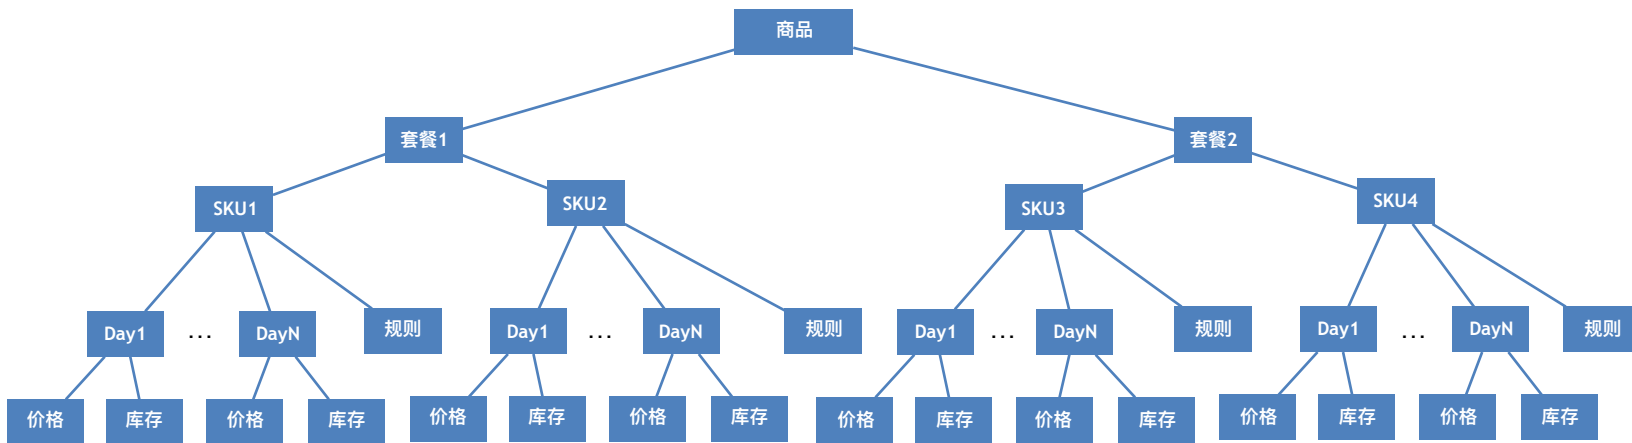 商品
套餐1
套餐2
SKU1
SKU2
SKU3
SKU4
Day1
...
DayN
规则
Day1
...
DayN
规则
Day1
...
DayN
规则
Day1
...
DayN
规则
价格
库存
价格
库存
价格
库存
价格
库存
价格
库存
价格
库存
价格
库存
价格
库存